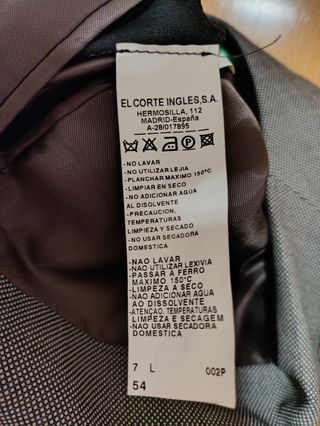 EL CORTE INGLES,S.A.
HERMOSILLA, 112
MADRID-España
A-28/017895
P
-NO LAVAR
-NO UTILIZAR LEJIA
-PLANCHAR MAXIMO 150°C
-LIMPIAR EN SECO
-NO ADICIONAR AGUA
AL DISOLVENTE
-PRECAUCION,
TEMPERATURAS
LIMPIEZA Y SECADO
-NO USAR SECADORA
DOMESTICA
-NAO LAVAR
-NAO UTILIZAR LEXIVIA
-PASSAR A FERRO
MAXIMO 150°C
-LIMPEZA À SECO
-NAO ADICIONAR AGUA
AO DISSOLVENTE
-ATENÇAO, TEMPERATURAS
LIMPEZA E SECAGEM
-NAO USAR SECADORA
DOMESTICA
7 L 002P
54